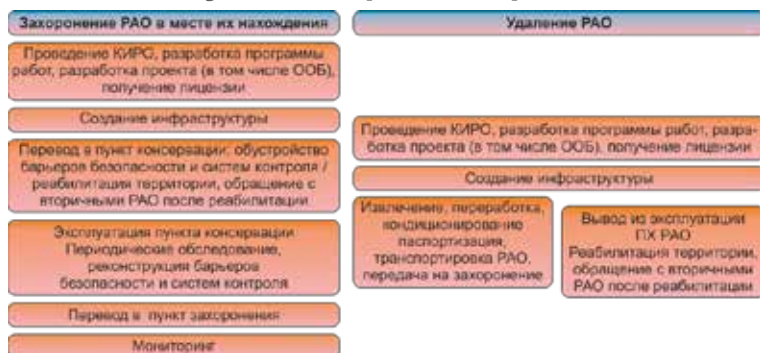 Захоронение РАО в месте их нахождения
Проведение КИРО, разработка программы
работ, разработка проекта (в том числе ООБ),
получение лицензии
Создание инфраструктуры
Перевод в пункт консервации, обустройство
барьеров безопасности и систем контроля /
реабилитация территории, обращение с
вторичными РАО после реабилитации
Эксплуатация пункта консервации
Периодические обследование,
реконструкция барьеров
безопасности и систем контроля
Перевод в пункт захоронения
Мониторинг
Удаление РАО
Проведение КИРО, разработка программы работ, разра-
ботка проекта (в том числе ООБ), получение лицензии
Создание инфраструктуры
Извлечение, переработка,
кондиционирование
паспортизация,
транспортировка РАО,
передача на захоронение
Вывод из эксплуатации
ПХ РАО
Реабилитация территории,
обращение с вторичными
РАО после реабилитации